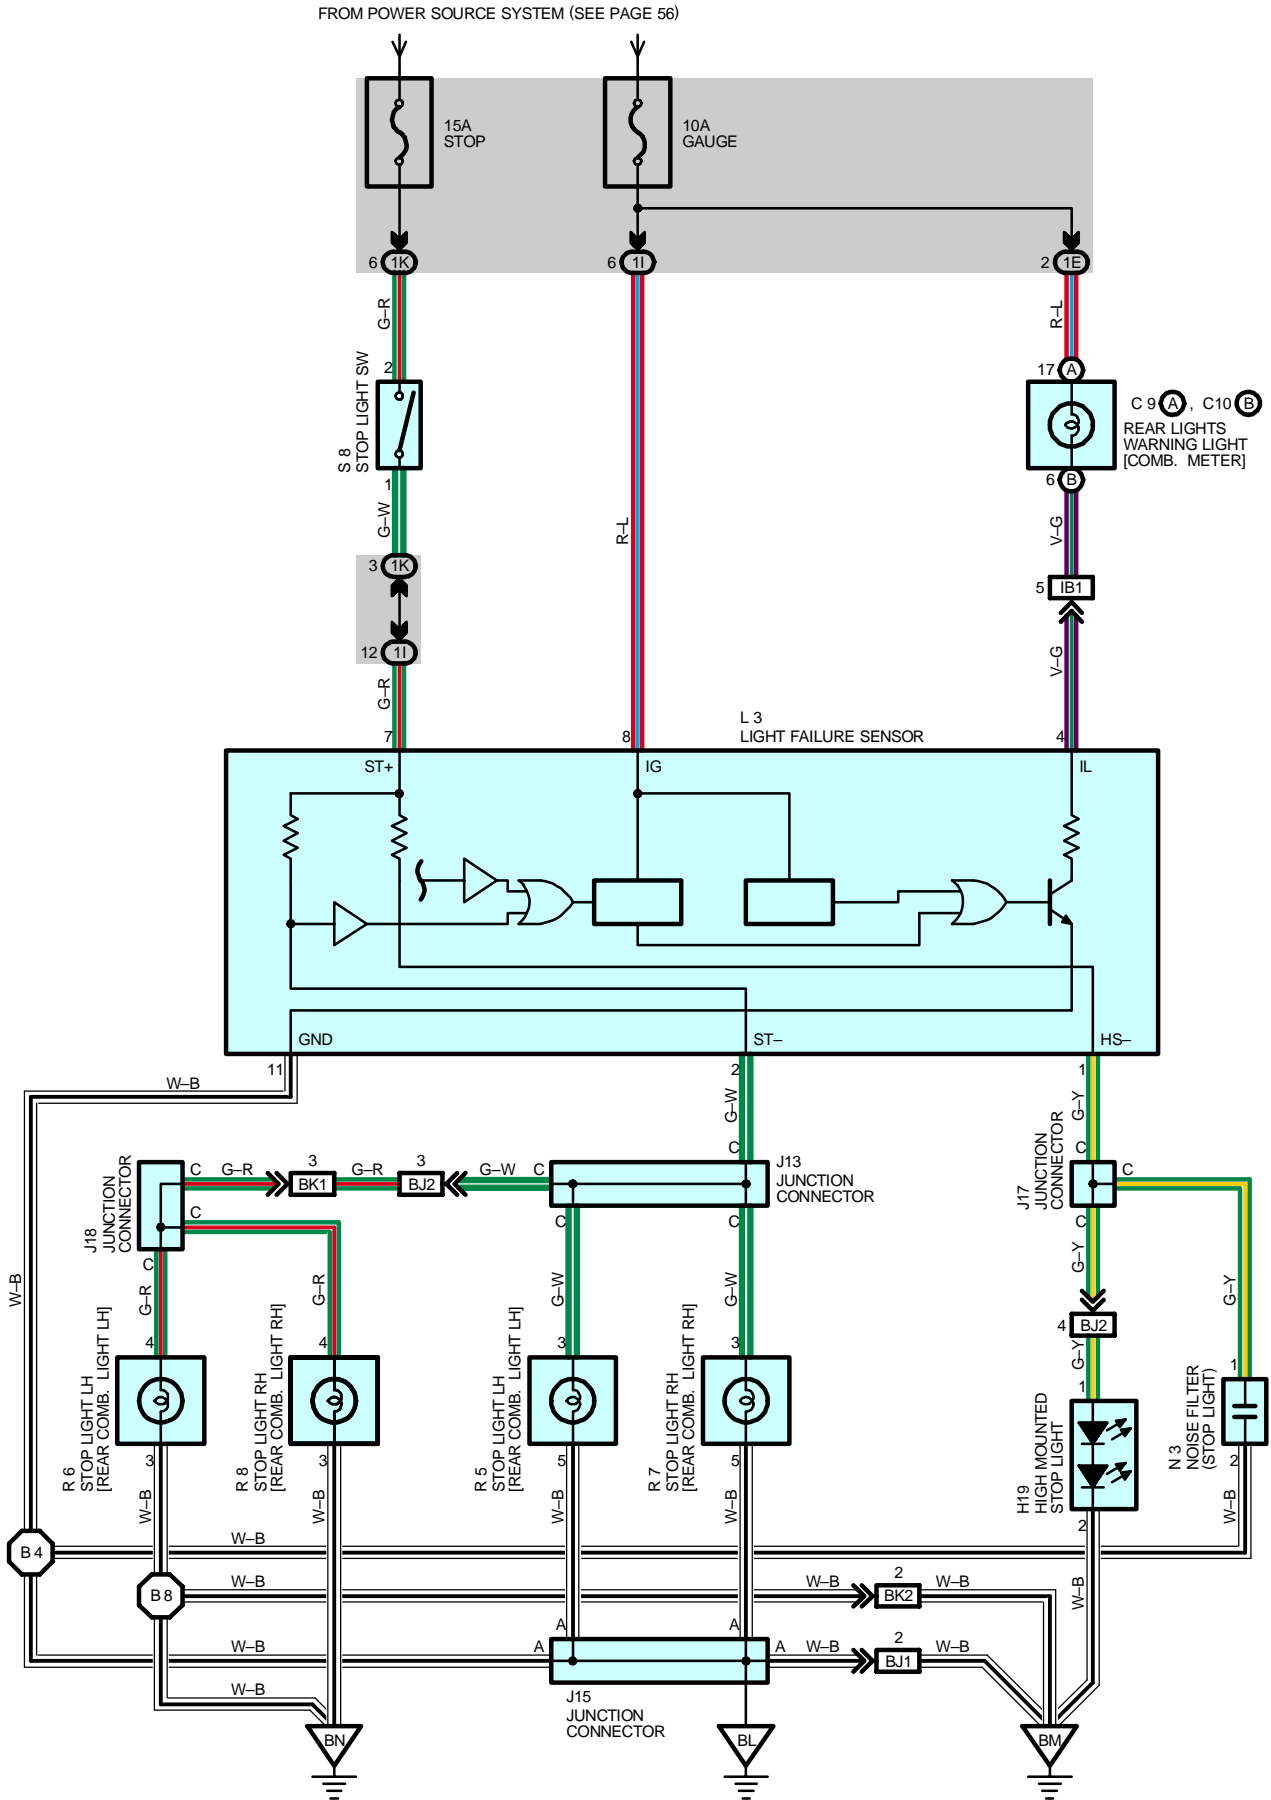 FROM POWER SOURCE SYSTEM (SEE PAGE 56)
15A
STOP
10A
GAUGE
6 1K
6 1I
2 1E
G–R
R–L
2
17 A
S 8
STOP LIGHT SW
C 9 A , C10 B
REAR LIGHTS
WARNING LIGHT
[COMB. METER]
1
6 B
G–W
R–L
V–G
3 1K
5 IB1
12 1I
G–R
V–G
L 3
LIGHT FAILURE SENSOR
7
8
4
ST+
IG
IL
GND
ST–
HS–
11
2
1
W–B
G–W
G–Y
C
C
J13
JUNCTION
CONNECTOR
J17
JUNCTION
CONNECTOR
J18
JUNCTION
CONNECTOR
C
G–R
3
BK1
G–R
3
BJ2
G–W
C
C
C
C
C
C
C
W–B
G–R
G–R
G–W
G–W
G–Y
G–Y
4 BJ2
G–Y
4
4
3
3
1
1
R 6
STOP LIGHT LH
[REAR COMB. LIGHT LH]
R 8
STOP LIGHT RH
[REAR COMB. LIGHT RH]
R 5
STOP LIGHT LH
[REAR COMB. LIGHT LH]
R 7
STOP LIGHT RH
[REAR COMB. LIGHT RH]
H19
HIGH MOUNTED
STOP LIGHT
N 3
NOISE FILTER
(STOP LIGHT)
3
3
5
5
2
2
W–B
W–B
W–B
W–B
W–B
W–B
B 4
W–B
B 8
W–B
W–B
2
BK2
W–B
A
A
W–B
A
A
W–B
2
BJ1
W–B
W–B
J15
JUNCTION
CONNECTOR
BN
BL
BM